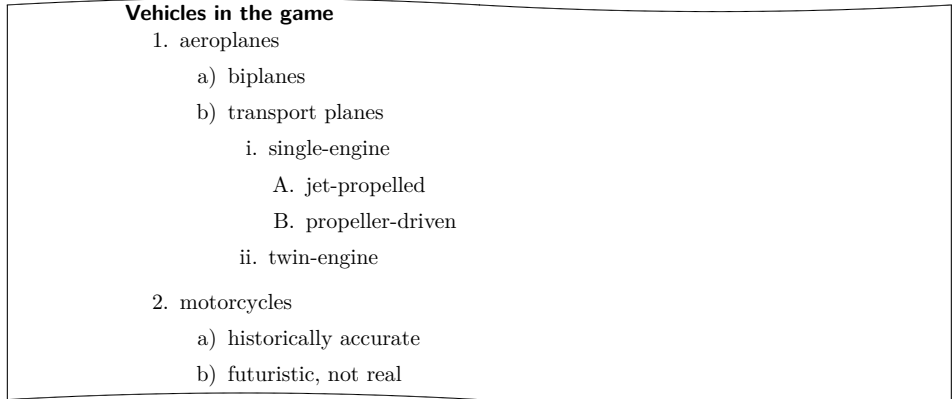 Vehicles in the game
1. aeroplanes
a) biplanes
b) transport planes
i. single-engine
A. jet-propelled
B. propeller-driven
ii. twin-engine
2. motorcycles
a) historically accurate
b) futuristic, not real